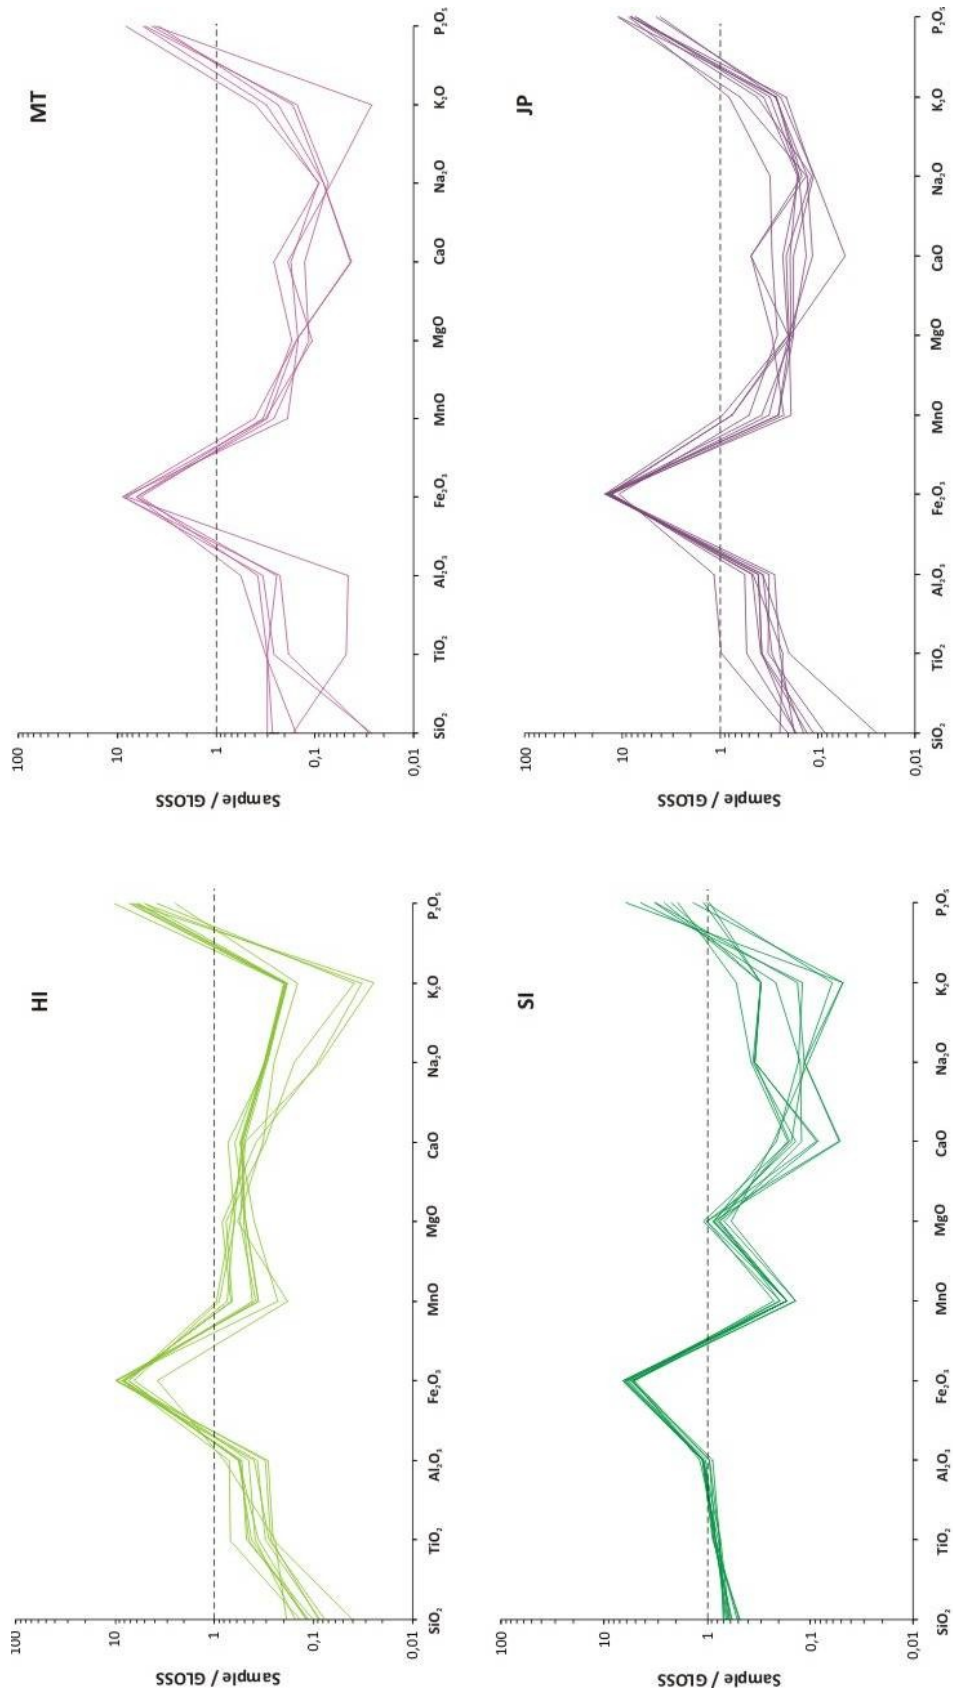 HI
Sample / GLOSS
100
10
1
0,1
0,01
SiO₂ TiO₂ Al₂O₃ Fe₂O₃ MnO MgO CaO Na₂O K₂O P₂O₅
MT
Sample / GLOSS
100
10
1
0,1
0,01
SiO₂ TiO₂ Al₂O₃ Fe₂O₃ MnO MgO CaO Na₂O K₂O P₂O₅
SI
Sample / GLOSS
100
10
1
0,1
0,01
SiO₂ TiO₂ Al₂O₃ Fe₂O₃ MnO MgO CaO Na₂O K₂O P₂O₅
JP
Sample / GLOSS
100
10
1
0,1
0,01
SiO₂ TiO₂ Al₂O₃ Fe₂O₃ MnO MgO CaO Na₂O K₂O P₂O₅